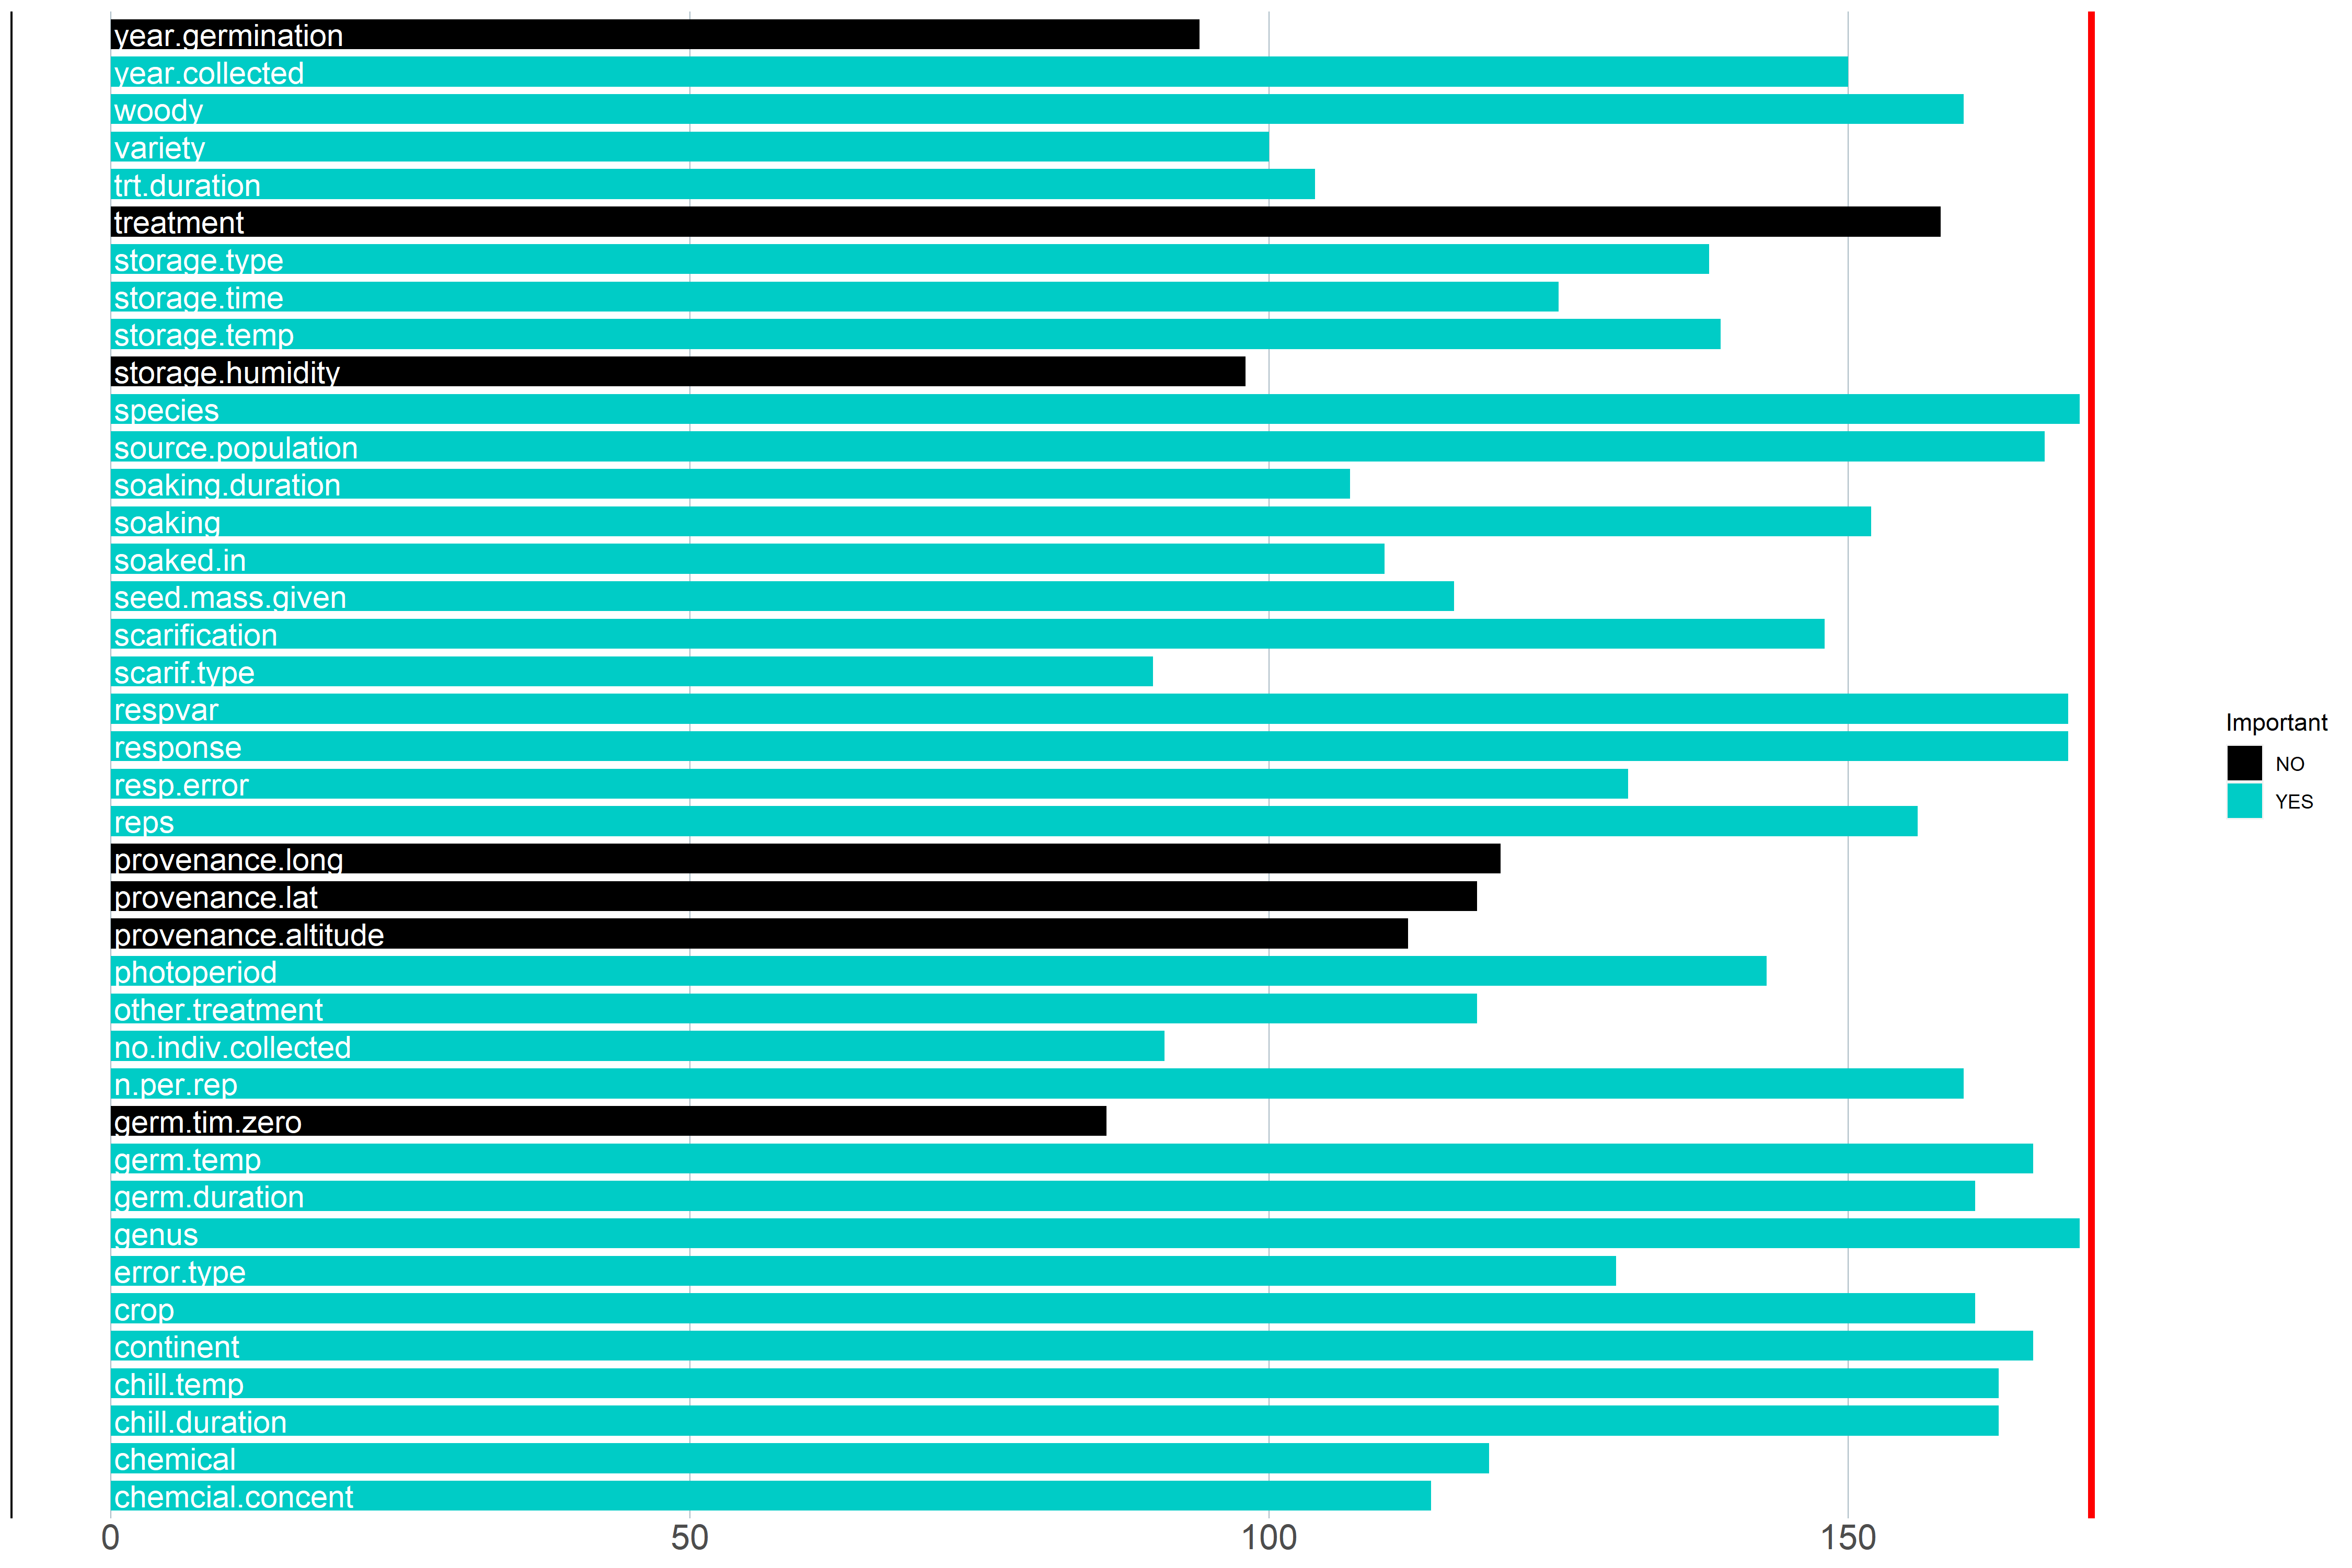 year.germination
year.collected
woody
variety
trt.duration
treatment
storage.type
storage.time
storage.temp
storage.humidity
species
source.population
soaking.duration
soaking
soaked.in
seed.mass.given
scarification
scarif.type
respvar
response
resp.error
reps
provenance.long
provenance.lat
provenance.altitude
photoperiod
other.treatment
no.indiv.collected
n.per.rep
germ.tim.zero
germ.temp
germ.duration
genus
error.type
crop
continent
chill.temp
chill.duration
chemical
chemcial.concent
0 50 100 150
Important
NO
YES